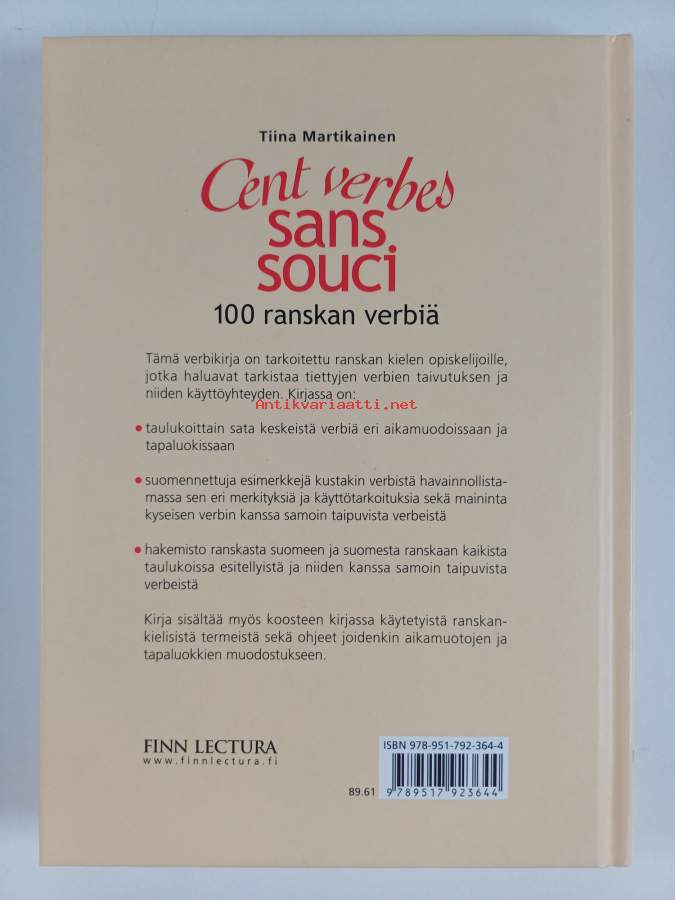 Tiina Martikainen
Cent verbes
sans
souci
100 ranskan verbiä
Tämä verbikirja on tarkoitettu ranskan kielen opiskelijoille,
jotka haluavat tarkistaa tiettyjen verbien taivutuksen ja
niiden käyttöyhteyden. Kirjassa on:
Antikvariaatti.net
• taulukoittain sata keskeistä verbiä eri aikamuodoissaan ja
tapaluokissaan
• suomennettuja esimerkkejä kustakin verbistä havainnollista-
massa sen eri merkityksiä ja käyttötarkoituksia sekä maininta
kyseisen verbin kanssa samoin taipuvista verbeistä
• hakemisto ranskasta suomeen ja suomesta ranskaan kaikista
taulukoissa esitellyistä ja niiden kanssa samoin taipuvista
verbeistä
Kirja sisältää myös koosteen kirjassa käytetyistä ranskan-
kielisistä termeistä sekä ohjeet joidenkin aikamuotojen ja
tapaluokkien muodostukseen.
FINN LECTURA
www.finnlectura.fi
ISBN 978-951-792-364-4
89.61
9 789517 923644